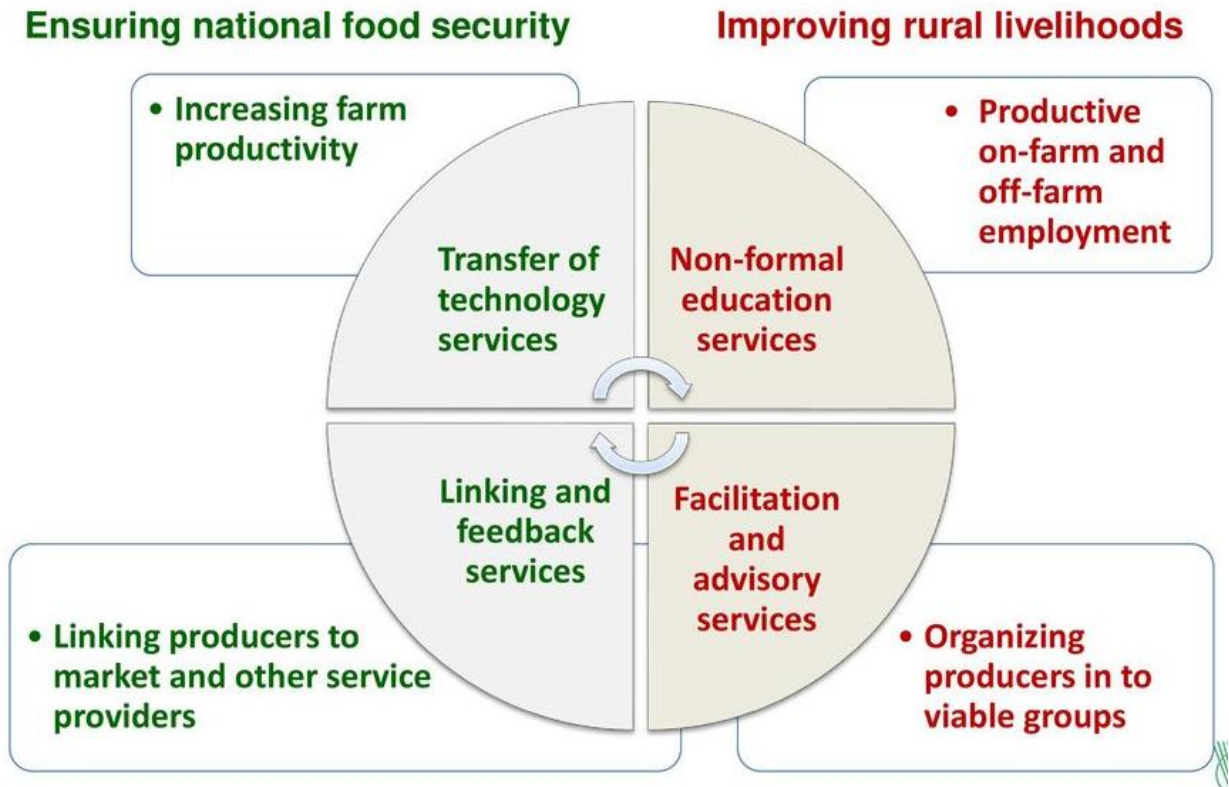 Ensuring national food security
Improving rural livelihoods
• Increasing farm
productivity
• Productive
on-farm and
off-farm
employment
Transfer of
technology
services
Non-formal
education
services
Linking and
feedback
services
Facilitation
and
advisory
services
• Linking producers to
market and other service
providers
• Organizing
producers in to
viable groups